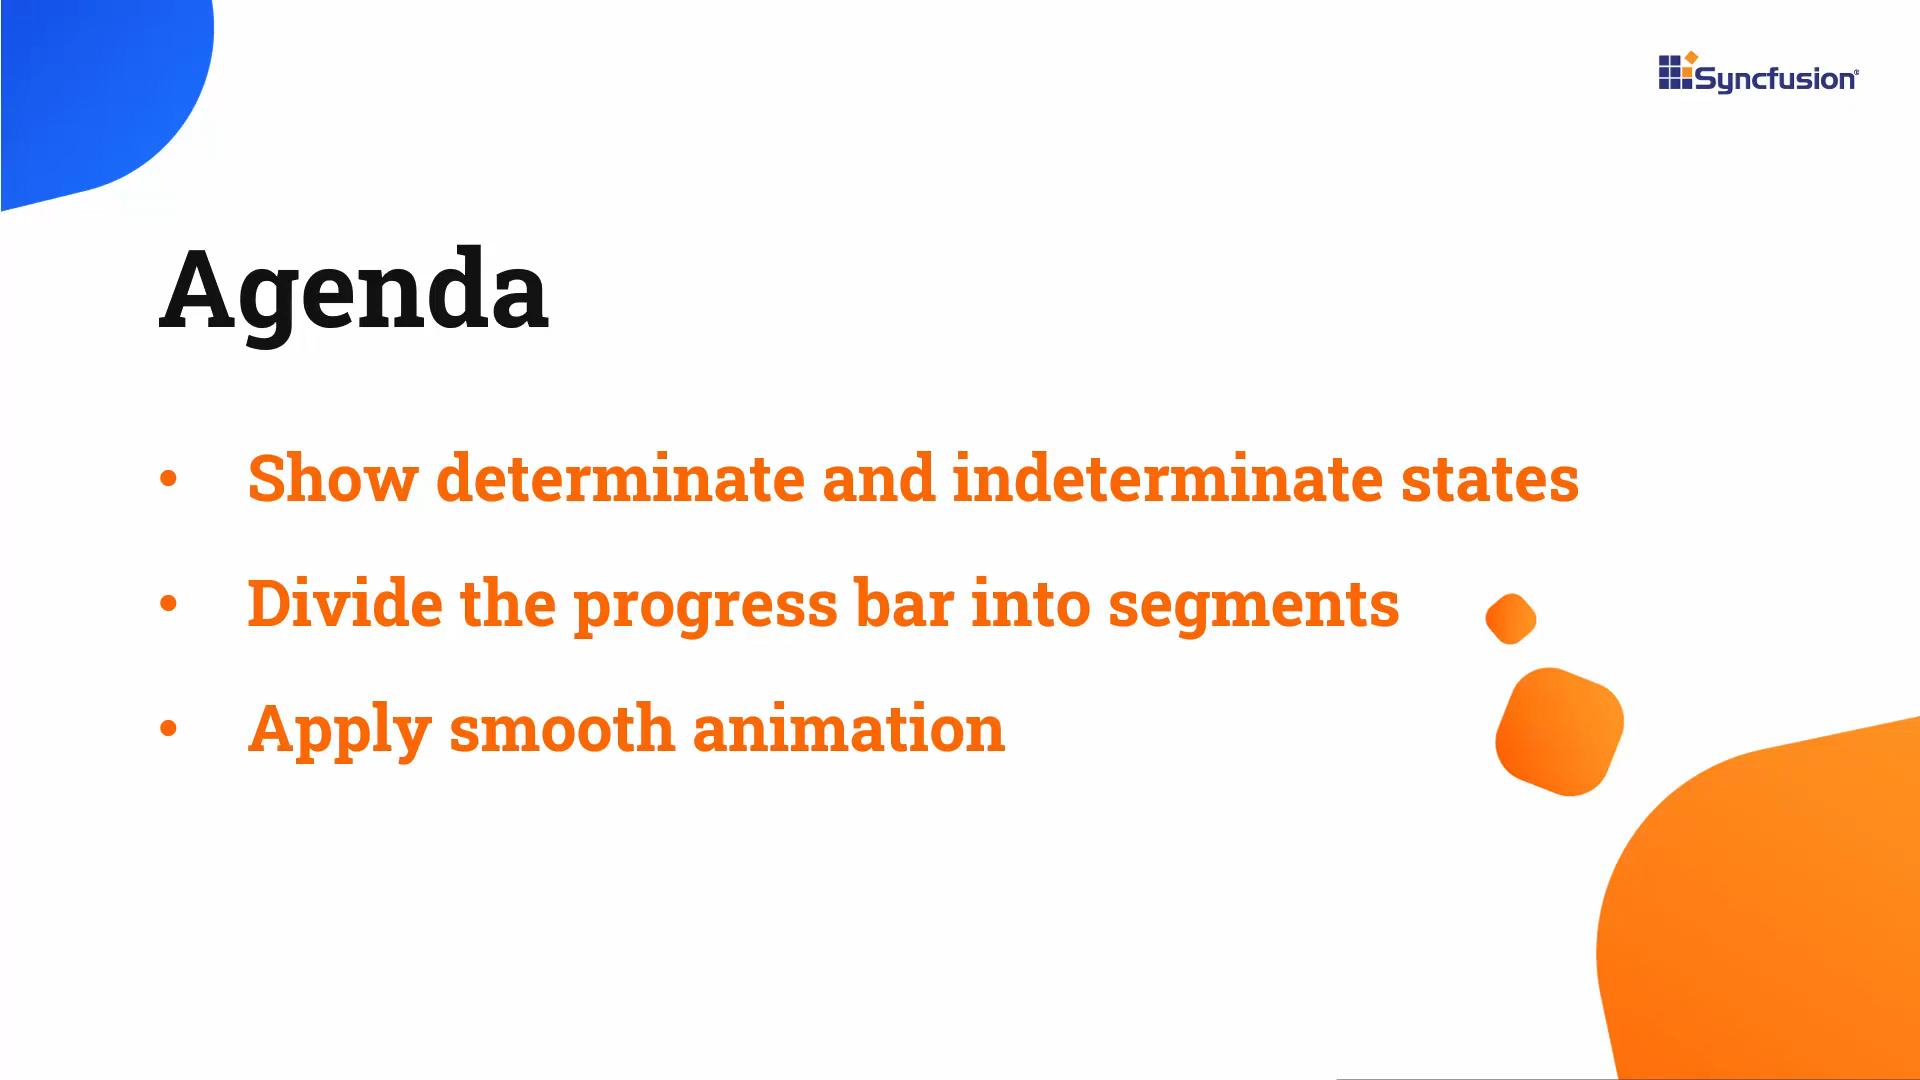 Syncfusion®
Agenda
• Show determinate and indeterminate states
• Divide the progress bar into segments
• Apply smooth animation